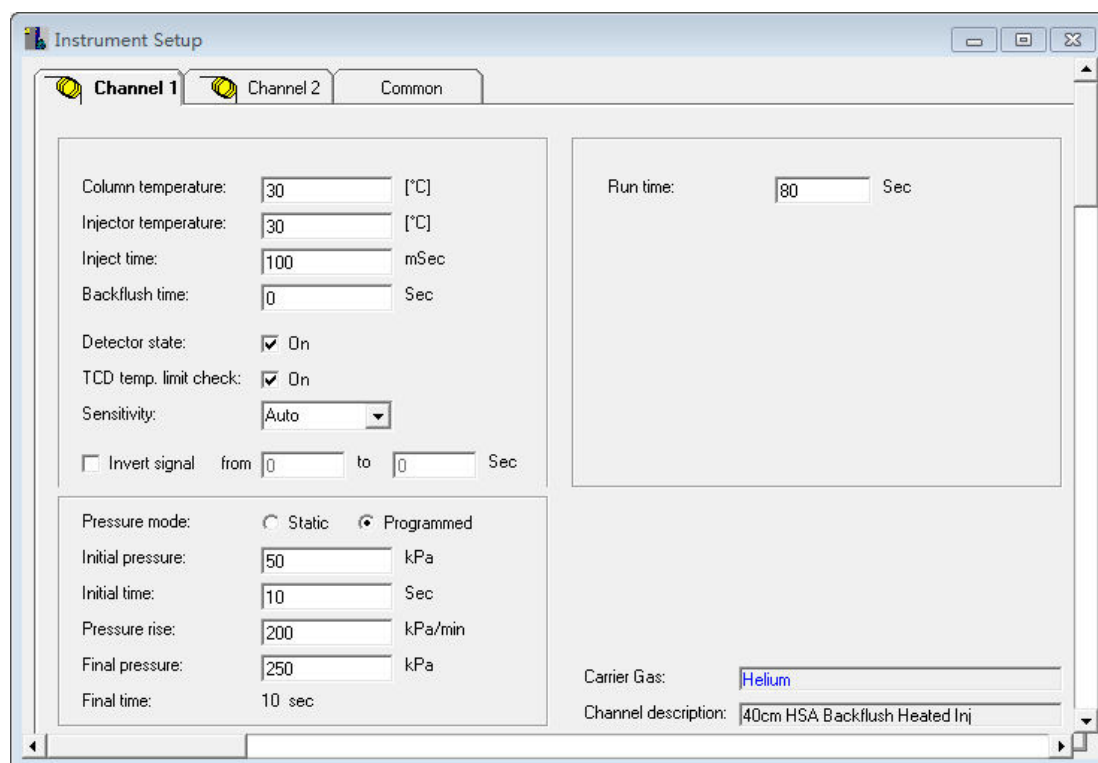 Instrument Setup
Channel 1 Channel 2 Common
Column temperature: 30 [°C]
Injector temperature: 30 [°C]
Inject time: 100 mSec
Backflush time: 0 Sec
Detector state: On
TCD temp. limit check: On
Sensitivity: Auto
Invert signal from 0 to 0 Sec
Run time: 80 Sec
Pressure mode: Static Programmed
Initial pressure: 50 kPa
Initial time: 10 Sec
Pressure rise: 200 kPa/min
Final pressure: 250 kPa
Final time: 10 sec
Carrier Gas: Helium
Channel description: 40cm HSA Backflush Heated Inj